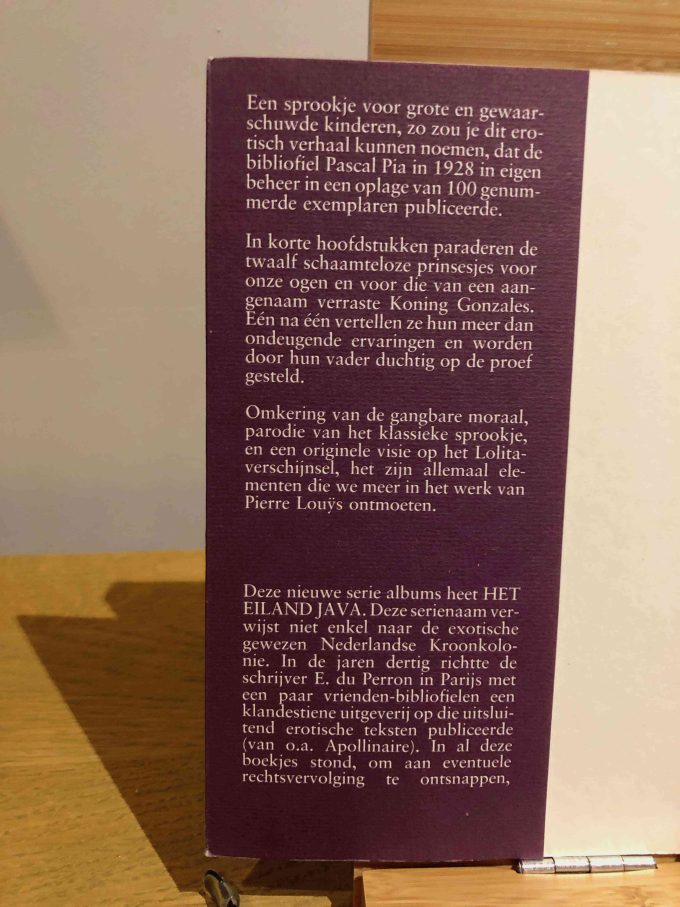 Een sprookje voor grote en gewaar-
schuwde kinderen, zo zou je dit ero-
tisch verhaal kunnen noemen, dat de
bibliofiel Pascal Pia in 1928 in eigen
beheer in een oplage van 100 genum-
merde exemplaren publiceerde.
In korte hoofdstukken paraderen de
twaalf schaamteloze prinsesjes voor
onze ogen en voor die van een aan-
genaam verraste Koning Gonzales.
Eén na één vertellen ze hun meer dan
ondeugende ervaringen en worden
door hun vader duchtig op de proef
gesteld.
Omkering van de gangbare moraal,
parodie van het klassieke sprookje,
en een originele visie op het Lolita-
verschijnsel, het zijn allemaal ele-
menten die we meer in het werk van
Pierre Louÿs ontmoeten.
Deze nieuwe serie albums heet HET
EILAND JAVA. Deze serienaam ver-
wijst niet enkel naar de exotische
gewezen Nederlandse Kroonkolo-
nie. In de jaren dertig richtte de
schrijver E. du Perron in Parijs met
een paar vrienden-bibliofielen een
klandestiene uitgeverij op die uitslui-
tend erotische teksten publiceerde
(van o.a. Apollinaire). In al deze
boekjes stond, om aan eventuele
rechtsvervolging te ontsnappen,